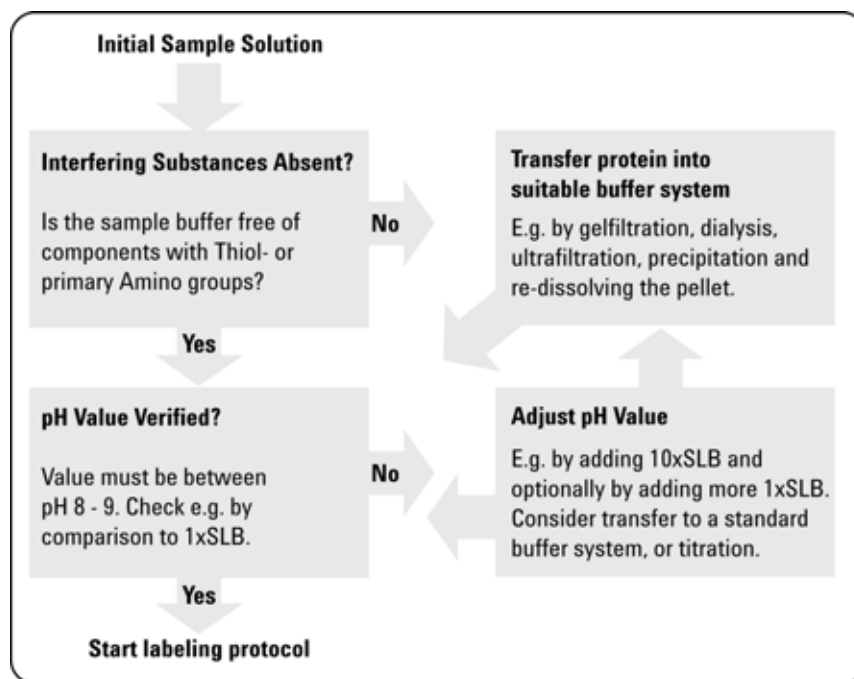 Initial Sample Solution
Interfering Substances Absent?
Is the sample buffer free of
components with Thiol- or
primary Amino groups?
No
Transfer protein into
suitable buffer system
E.g. by gelfiltration, dialysis,
ultrafiltration, precipitation and
re-dissolving the pellet.
Yes
pH Value Verified?
Value must be between
pH 8 - 9. Check e.g. by
comparison to 1xSLB.
No
Adjust pH Value
E.g. by adding 10xSLB and
optionally by adding more 1xSLB.
Consider transfer to a standard
buffer system, or titration.
Yes
Start labeling protocol